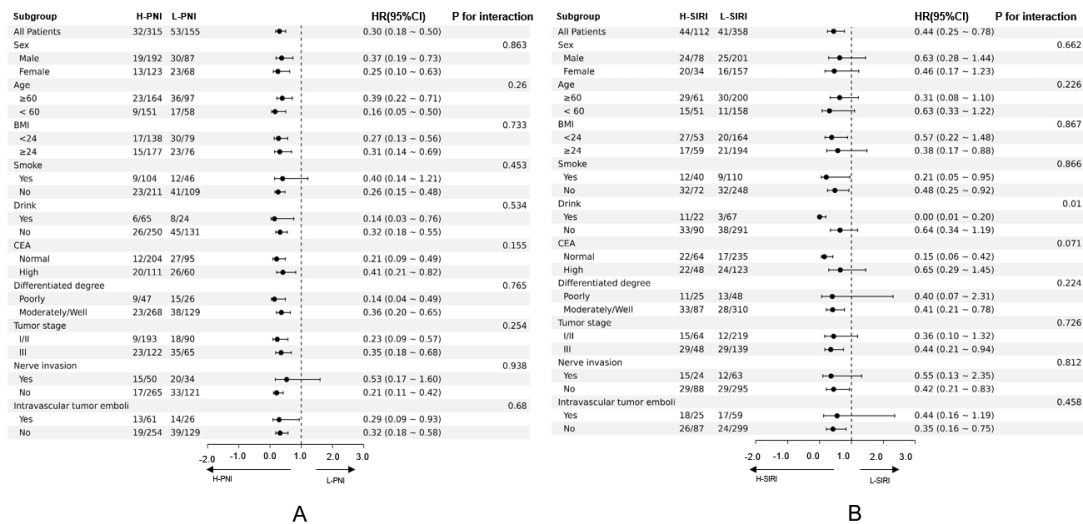 Subgroup H-PNI L-PNI HR(95%CI) P for interaction
All Patients 32/315 53/155 0.30 (0.18 ~ 0.50)
Sex 0.863
Male 19/192 30/87 0.37 (0.19 ~ 0.73)
Female 13/123 23/68 0.25 (0.10 ~ 0.63)
Age 0.26
≥60 23/164 36/97 0.39 (0.22 ~ 0.71)
< 60 9/151 17/58 0.16 (0.05 ~ 0.50)
BMI 0.733
<24 17/138 30/79 0.27 (0.13 ~ 0.56)
≥24 15/177 23/76 0.31 (0.14 ~ 0.69)
Smoke 0.453
Yes 9/104 12/46 0.40 (0.14 ~ 1.21)
No 23/211 41/109 0.26 (0.15 ~ 0.48)
Drink 0.534
Yes 6/65 8/24 0.14 (0.03 ~ 0.76)
No 26/250 45/131 0.32 (0.18 ~ 0.55)
CEA 0.155
Normal 12/204 27/95 0.21 (0.09 ~ 0.49)
High 20/111 26/60 0.41 (0.21 ~ 0.82)
Differentiated degree 0.765
Poorly 9/47 15/26 0.14 (0.04 ~ 0.49)
Moderately/Well 23/268 38/129 0.36 (0.20 ~ 0.65)
Tumor stage 0.254
I/II 9/193 18/90 0.23 (0.09 ~ 0.57)
III 23/122 35/65 0.35 (0.18 ~ 0.68)
Nerve invasion 0.938
Yes 15/50 20/34 0.53 (0.17 ~ 1.60)
No 17/265 33/121 0.21 (0.11 ~ 0.42)
Intravascular tumor emboli 0.68
Yes 13/61 14/26 0.29 (0.09 ~ 0.93)
No 19/254 39/129 0.32 (0.18 ~ 0.58)
-2.0 -1.0 0.0 1.0 2.0 3.0
H-PNI L-PNI
A
Subgroup H-SIRI L-SIRI HR(95%CI) P for interaction
All Patients 44/112 41/358 0.44 (0.25 ~ 0.78)
Sex 0.662
Male 24/78 25/201 0.63 (0.28 ~ 1.44)
Female 20/34 16/157 0.46 (0.17 ~ 1.23)
Age 0.226
≥60 29/61 30/200 0.31 (0.08 ~ 1.10)
< 60 15/51 11/158 0.63 (0.33 ~ 1.22)
BMI 0.867
<24 27/53 20/164 0.57 (0.22 ~ 1.48)
≥24 17/59 21/194 0.38 (0.17 ~ 0.88)
Smoke 0.866
Yes 12/40 9/110 0.21 (0.05 ~ 0.95)
No 32/72 32/248 0.48 (0.25 ~ 0.92)
Drink 0.01
Yes 11/22 3/67 0.00 (0.01 ~ 0.20)
No 33/90 38/291 0.64 (0.34 ~ 1.19)
CEA 0.071
Normal 22/64 17/235 0.15 (0.06 ~ 0.42)
High 22/48 24/123 0.65 (0.29 ~ 1.45)
Differentiated degree 0.224
Poorly 11/25 13/48 0.40 (0.07 ~ 2.31)
Moderately/Well 33/87 28/310 0.41 (0.21 ~ 0.78)
Tumor stage 0.726
I/II 15/64 12/219 0.36 (0.10 ~ 1.32)
III 29/48 29/139 0.44 (0.21 ~ 0.94)
Nerve invasion 0.812
Yes 15/24 12/63 0.55 (0.13 ~ 2.35)
No 29/88 29/295 0.42 (0.21 ~ 0.83)
Intravascular tumor emboli 0.458
Yes 18/25 17/59 0.44 (0.16 ~ 1.19)
No 26/87 24/299 0.35 (0.16 ~ 0.75)
-2.0 -1.0 0.0 1.0 2.0 3.0
H-SIRI L-SIRI
B